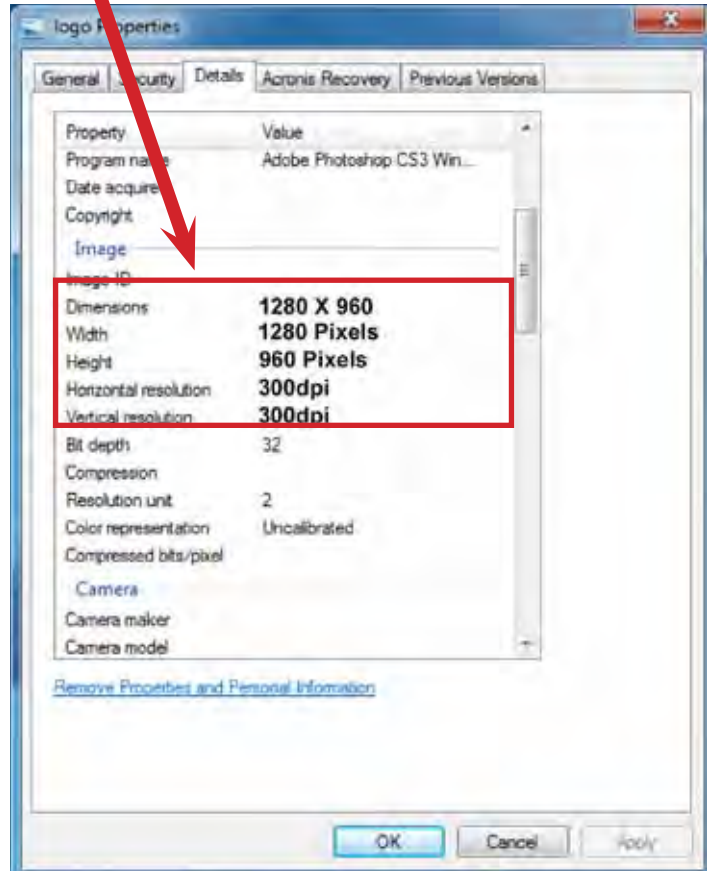 logo Properties
General Security Details Acronis Recovery Previous Versions
Property Value
Program name Adobe Photoshop CS3 Win...
Date acquired
Copyright
Image
Image ID
Dimensions 1280 X 960
Width 1280 Pixels
Height 960 Pixels
Horizontal resolution 300dpi
Vertical resolution 300dpi
Bit depth 32
Compression
Resolution unit 2
Color representation Uncalibrated
Compressed bits/pixel
Camera
Camera maker
Camera model
Remove Properties and Personal Information
OK Cancel Apply